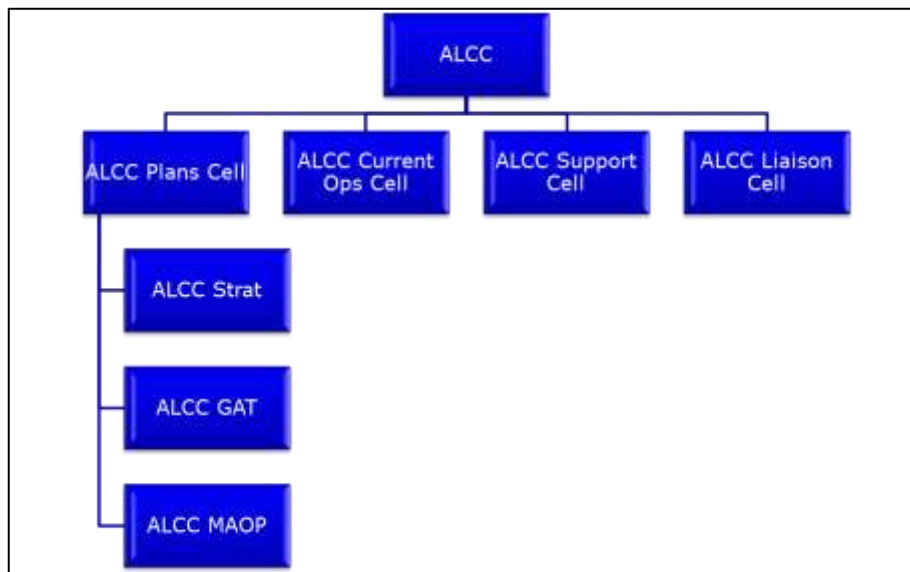 ALCC
ALCC Plans Cell
ALCC Current
Ops Cell
ALCC Support
Cell
ALCC Liaison
Cell
ALCC Strat
ALCC GAT
ALCC MAOP